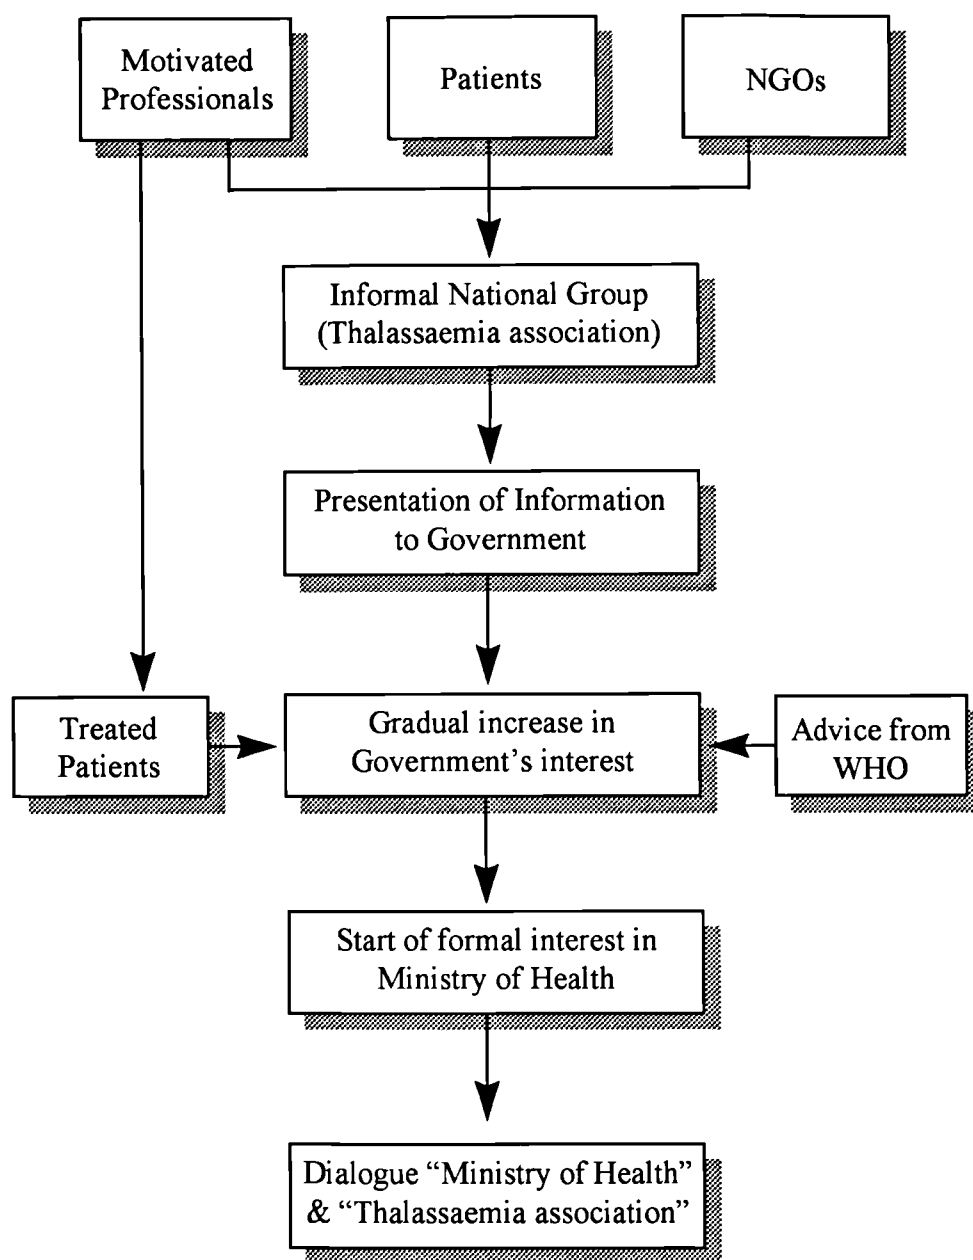 Motivated
Professionals
Patients
NGOs
Informal National Group
(Thalassaemia association)
Presentation of Information
to Government
Treated
Patients
Gradual increase in
Government's interest
Advice from
WHO
Start of formal interest in
Ministry of Health
Dialogue “Ministry of Health”
& “Thalassaemia association”